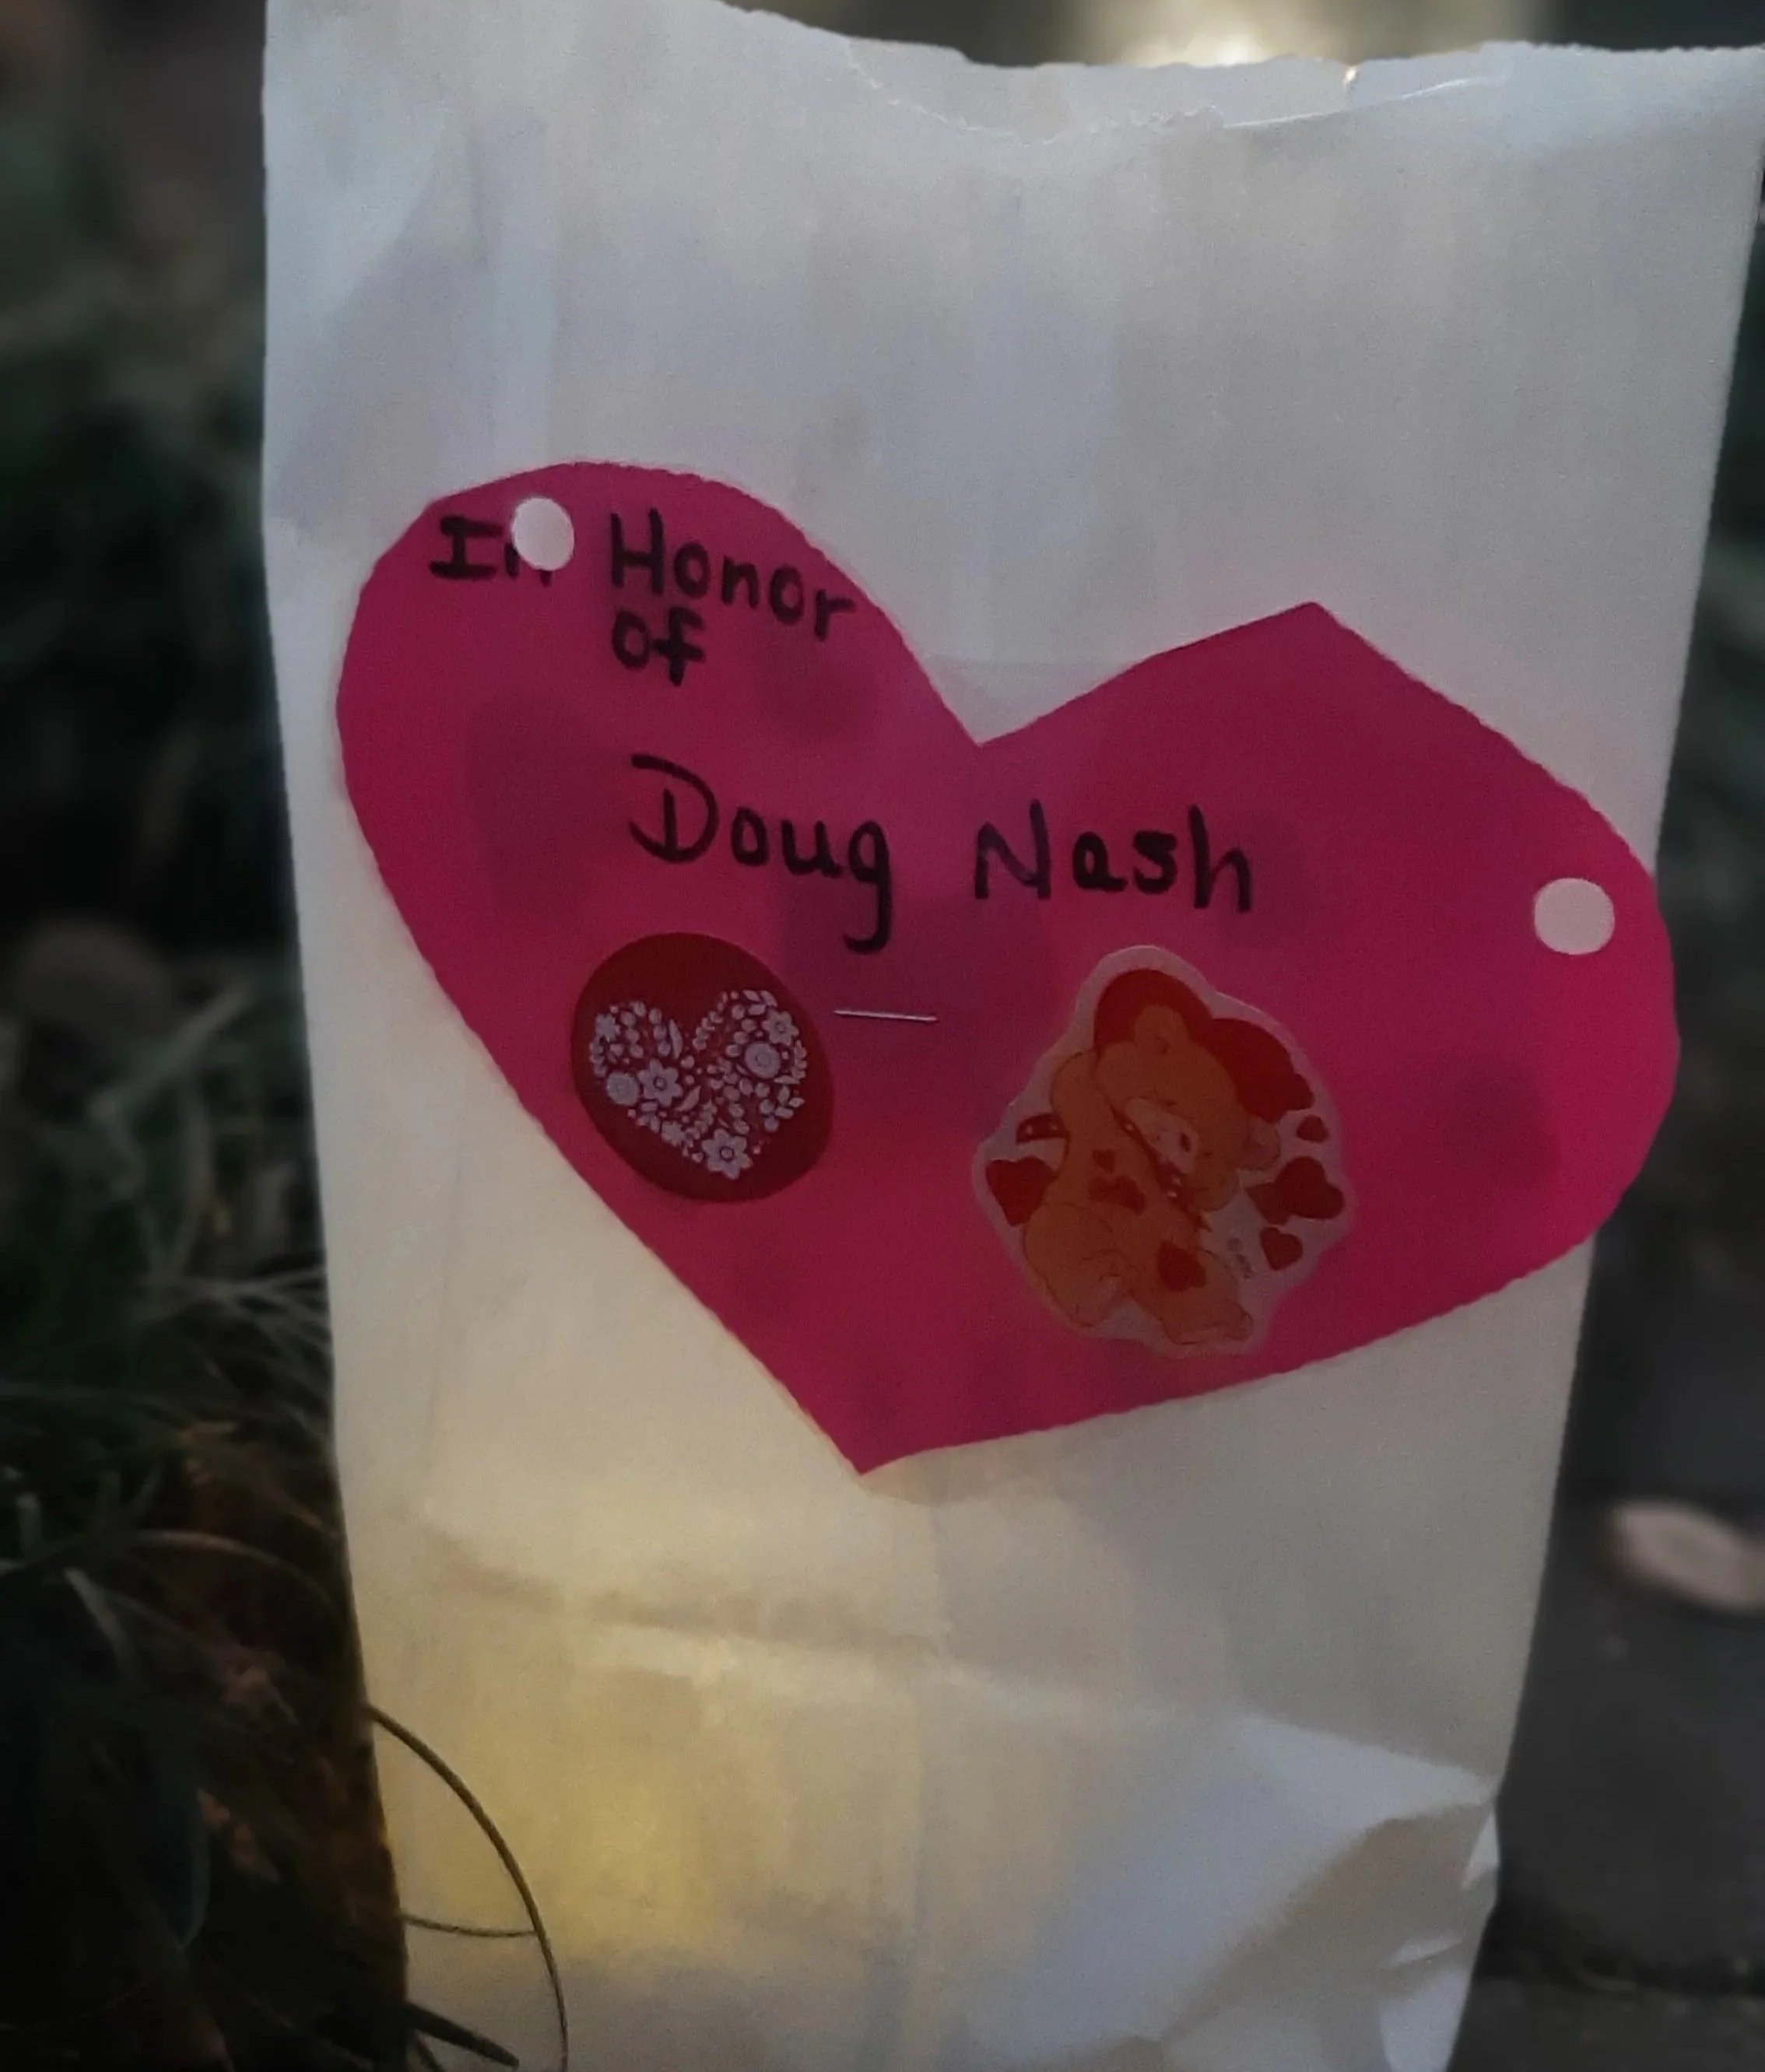 In Honor
of
Doug Nash